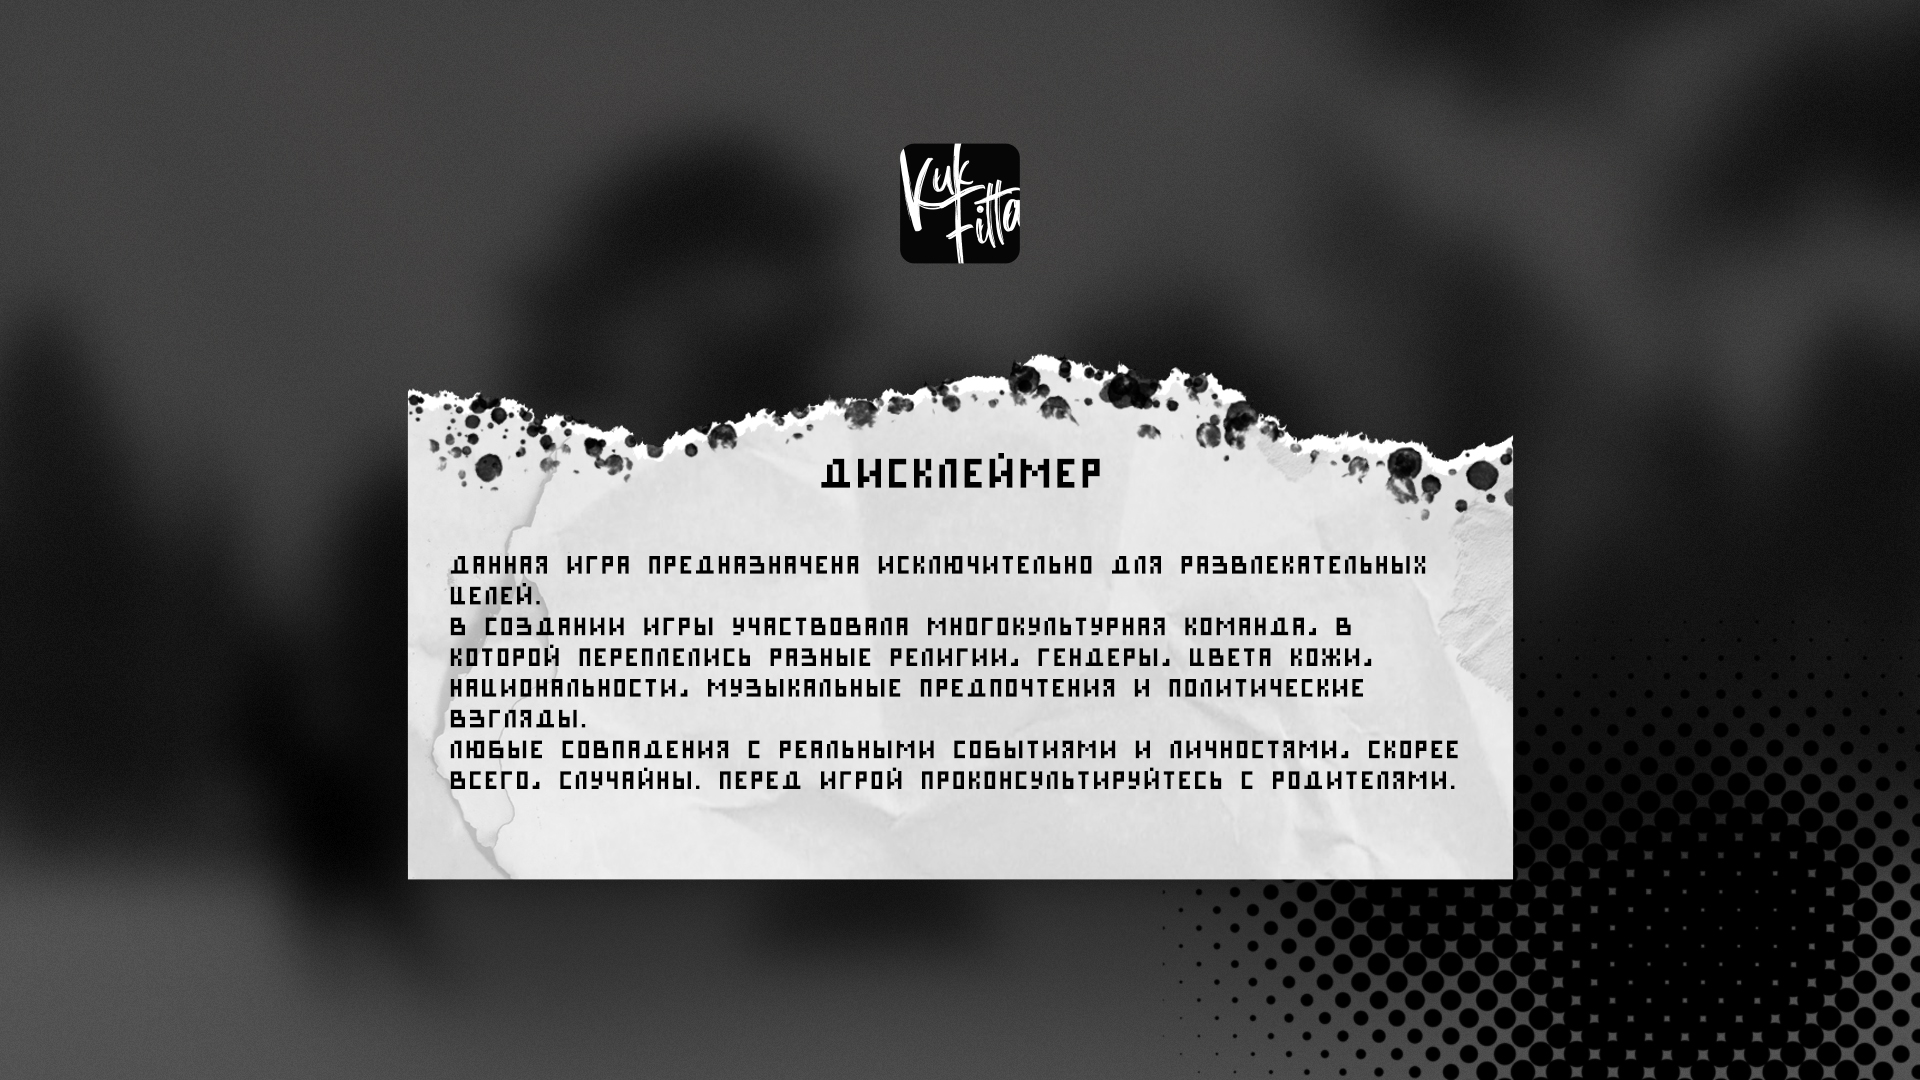 Kuk
Fitta
ДИСКЛЕЙМЕР
ДАННАЯ ИГРА ПРЕДНАЗНАЧЕНА ИСКЛЮЧИТЕЛЬНО ДЛЯ РАЗВЛЕКАТЕЛЬНЫХ
ЦЕЛЕЙ.
В СОЗДАНИИ ИГРЫ УЧАСТВОВАЛА МНОГОКУЛЬТУРНАЯ КОМАНДА, В
КОТОРОЙ ПЕРЕПЛЕЛИСЬ РАЗНЫЕ РЕЛИГИИ, ГЕНДЕРЫ, ЦВЕТА КОЖИ,
НАЦИОНАЛЬНОСТИ, МУЗЫКАЛЬНЫЕ ПРЕДПОЧТЕНИЯ И ПОЛИТИЧЕСКИЕ
ВЗГЛЯДЫ.
ЛЮБЫЕ СОВПАДЕНИЯ С РЕАЛЬНЫМИ СОБЫТИЯМИ И ЛИЧНОСТЯМИ, СКОРЕЕ
ВСЕГО, СЛУЧАЙНЫ. ПЕРЕД ИГРОЙ ПРОКОНСУЛЬТИРУЙТЕСЬ С РОДИТЕЛЯМИ.